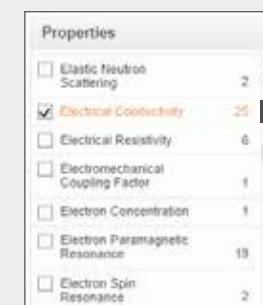 Properties
Elastic Neutron
Scattering 2
Electrical Conductivity 25
Electrical Resistivity 6
Electromechanical
Coupling Factor 1
Electron Concentration 1
Electron Paramagnetic
Resonance 19
Electron Spin
Resonance 2